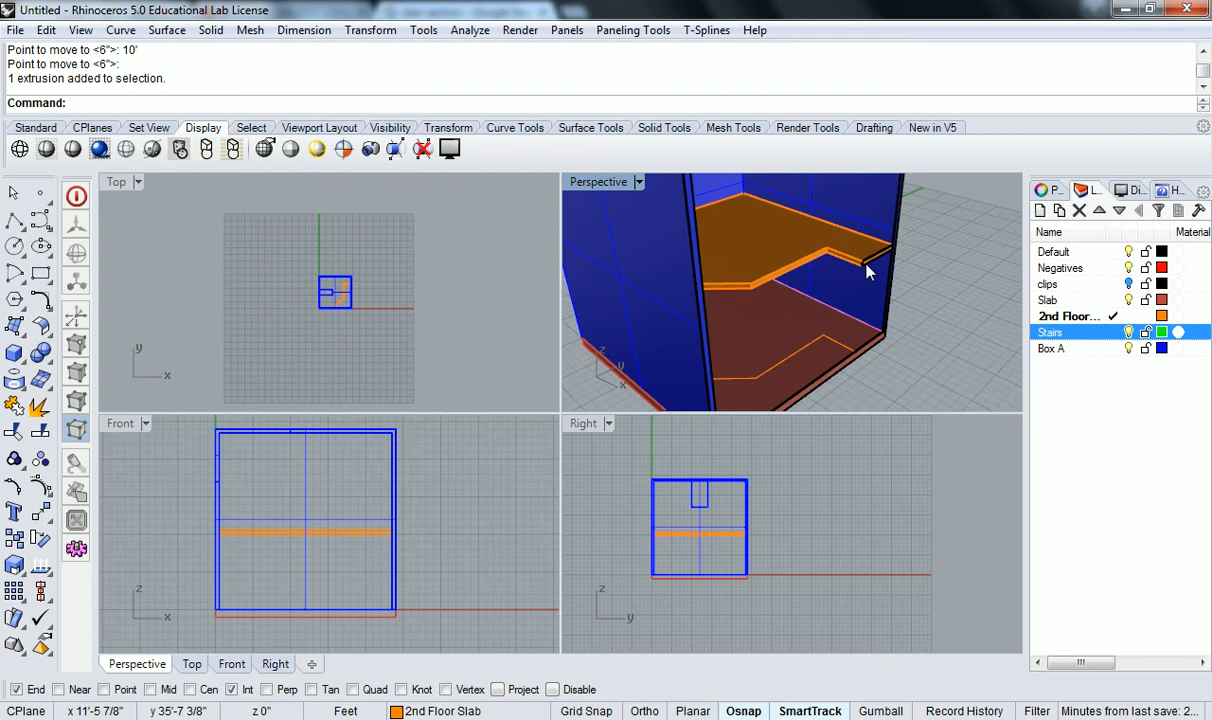 Untitled - Rhinoceros 5.0 Educational Lab License
File Edit View Curve Surface Solid Mesh Dimension Transform Tools Analyze Render Panels Paneling Tools T-Splines Help
Point to move to <6">: 10'
Point to move to <6">:
1 extrusion added to selection.
Command:
Standard CPlanes Set View Display Select Viewport Layout Visibility Transform Curve Tools Surface Tools Solid Tools Mesh Tools Render Tools Drafting New in V5
Top
Perspective
P... L... Di... H...
Name Material
Default
Negatives
clips
Slab
2nd Floor...
Stairs
Box A
y
x
z
y
x
Front
Right
z
x
z
y
Perspective Top Front Right
End Near Point Mid Cen Int Perp Tan Quad Knot Vertex Project Disable
CPlane x 11'-5 7/8" y 35'-7 3/8" z 0" Feet 2nd Floor Slab Grid Snap Ortho Planar Osnap SmartTrack Gumball Record History Filter Minutes from last save: 2...